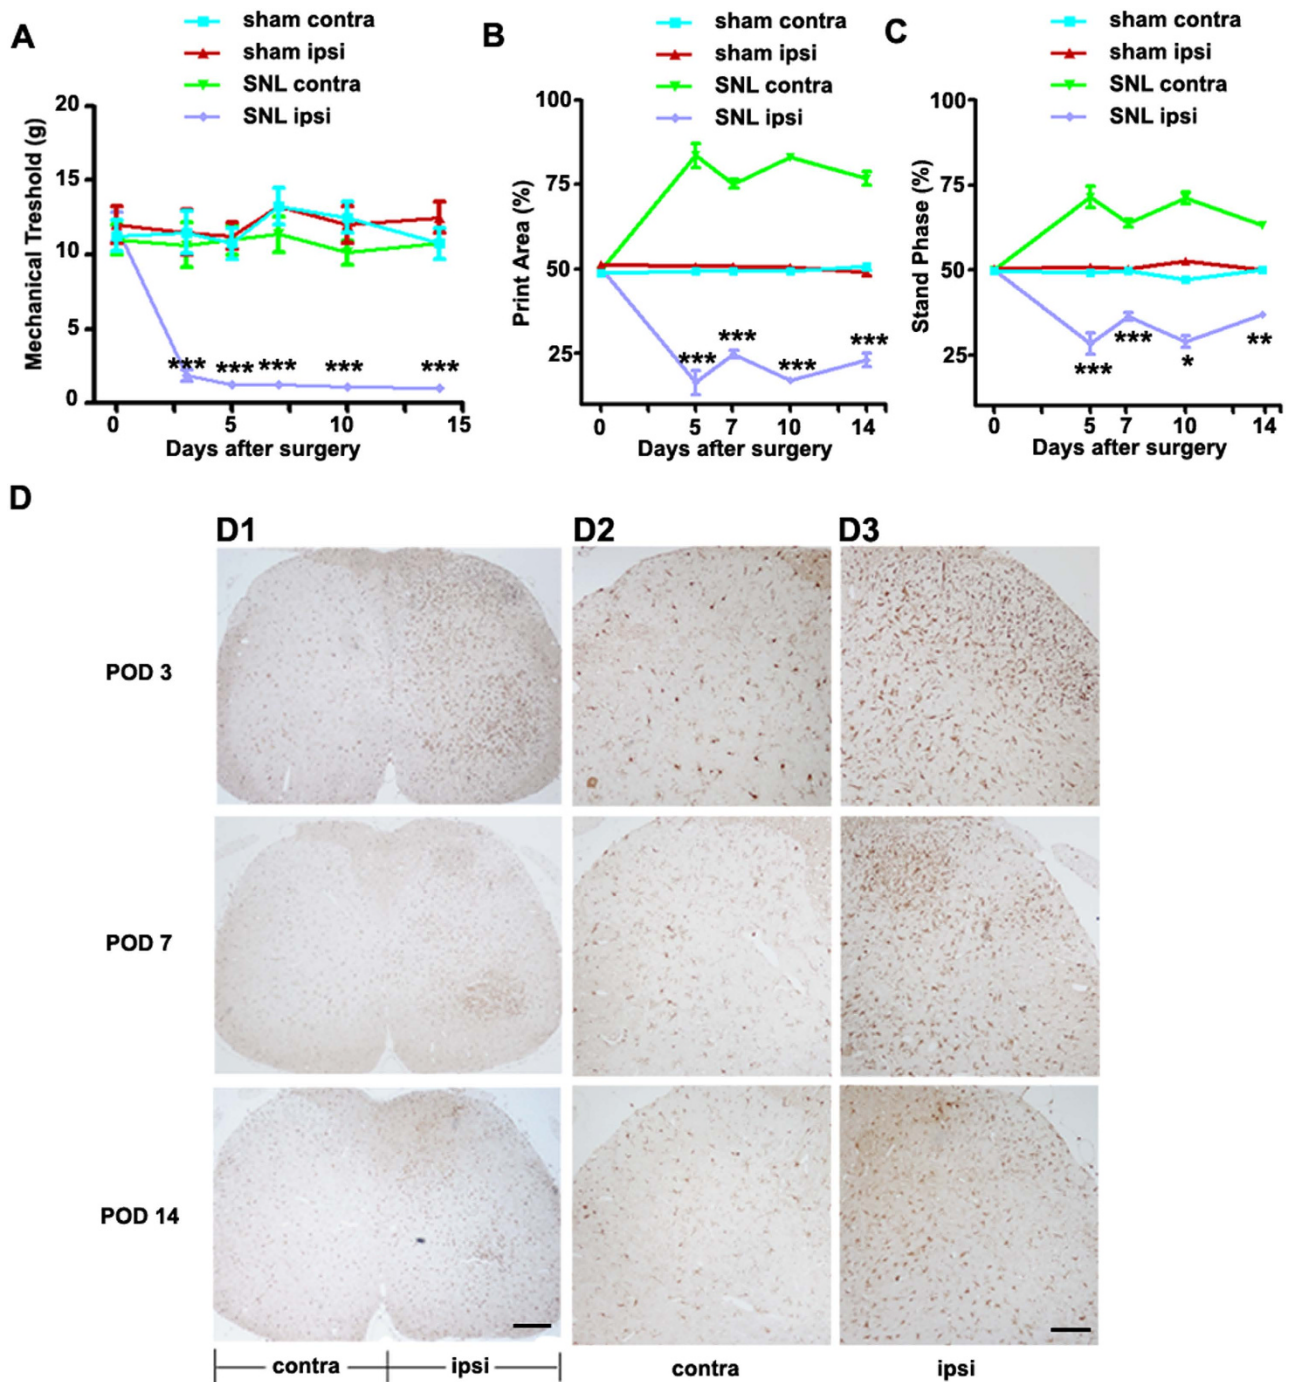 A
sham contra
sham ipsi
SNL contra
SNL ipsi
Mechanical Treshold (g)
20
15
10
5
0
*** *** *** *** ***
0 5 10 15
Days after surgery
B
sham contra
sham ipsi
SNL contra
SNL ipsi
Print Area (%)
100
75
50
25
*** *** *** ***
0 5 7 10 14
Days after surgery
C
sham contra
sham ipsi
SNL contra
SNL ipsi
Stand Phase (%)
100
75
50
25
*** *** * **
0 5 7 10 14
Days after surgery
D
D1 D2 D3
POD 3
POD 7
POD 14
contra ipsi contra ipsi